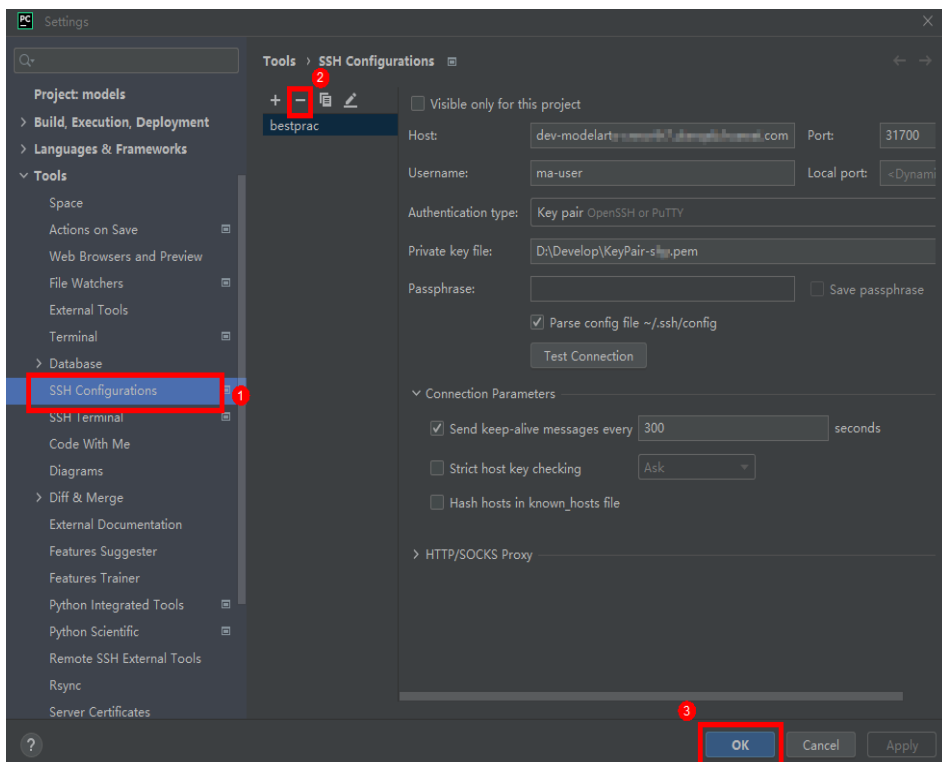 PC Settings
Tools › SSH Configurations
2
Project: models
Build, Execution, Deployment
Languages & Frameworks
Tools
Space
Actions on Save
Web Browsers and Preview
File Watchers
External Tools
Terminal
Database
SSH Configurations
1
SSH Terminal
Code With Me
Diagrams
Diff & Merge
External Documentation
Features Suggester
Features Trainer
Python Integrated Tools
Python Scientific
Remote SSH External Tools
Rsync
Server Certificates
bestprac
Visible only for this project
Host: dev-modelart .com Port: 31700
Username: ma-user Local port: <Dynami
Authentication type: Key pair OpenSSH or PuTTY
Private key file: D:\Develop\KeyPair-s .pem
Passphrase: Save passphrase
Parse config file ~/.ssh/config
Test Connection
Connection Parameters
Send keep-alive messages every 300 seconds
Strict host key checking Ask
Hash hosts in known_hosts file
HTTP/SOCKS Proxy
3
? OK Cancel Apply